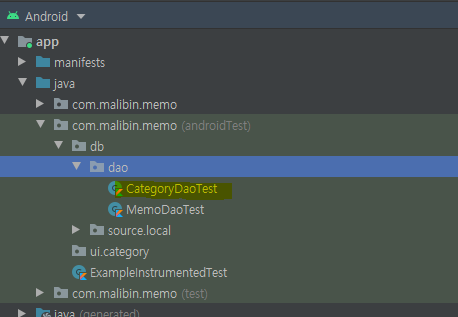 Android
app
manifests
java
com.malibin.memo
com.malibin.memo (androidTest)
db
dao
CategoryDaoTest
MemoDaoTest
source.local
ui.category
ExampleInstrumentedTest
com.malibin.memo (test)
java (generated)